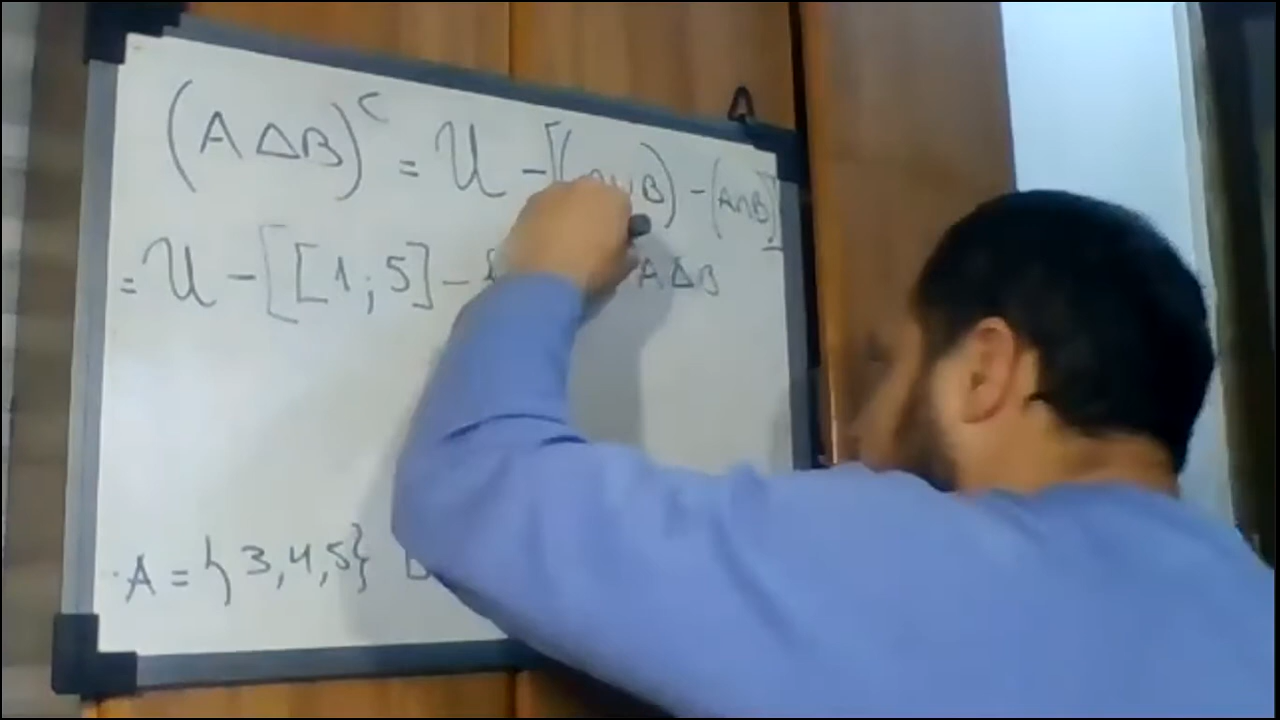 (A Δ B)ᶜ = U - [(A∪B) - (A∩B)]
= U - [[1;5] - { A Δ B
A = {3,4,5}